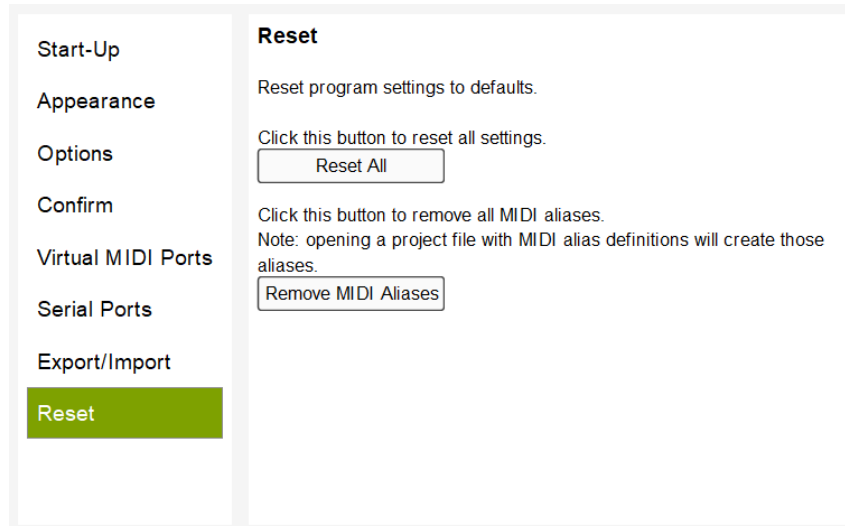 Start-Up
Appearance
Options
Confirm
Virtual MIDI Ports
Serial Ports
Export/Import
Reset
Reset
Reset program settings to defaults.
Click this button to reset all settings.
Reset All
Click this button to remove all MIDI aliases.
Note: opening a project file with MIDI alias definitions will create those
aliases.
Remove MIDI Aliases